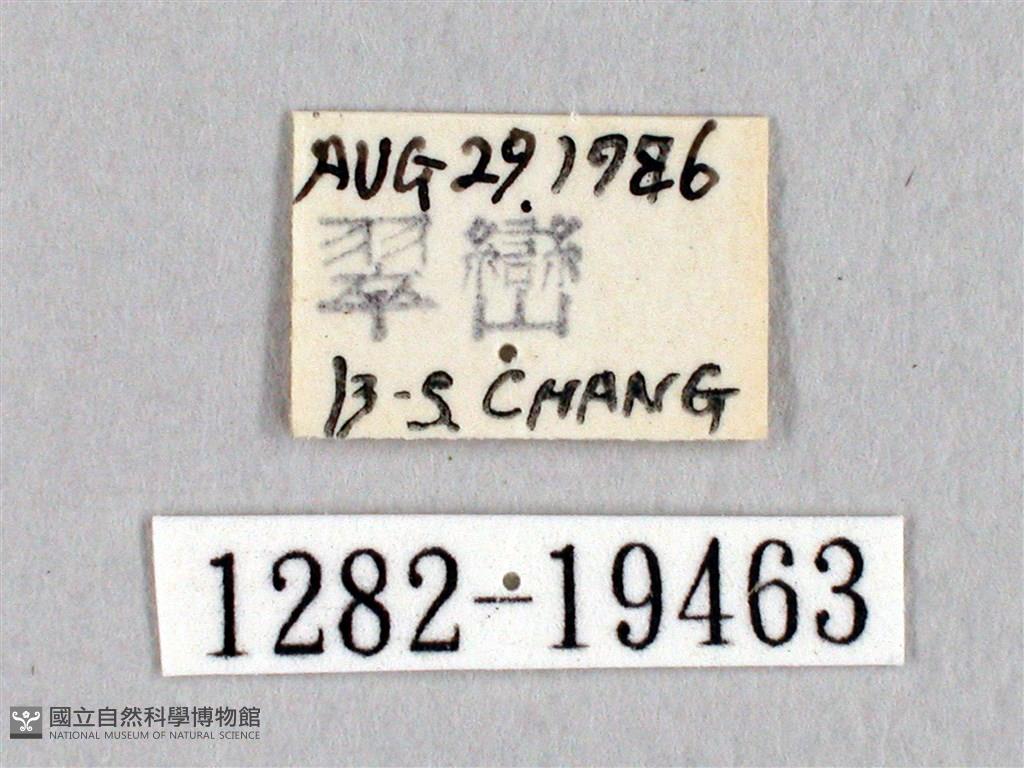 AUG 29. 1986
翠巒
B-S. CHANG
1282-19463
國立自然科學博物館
NATIONAL MUSEUM OF NATURAL SCIENCE